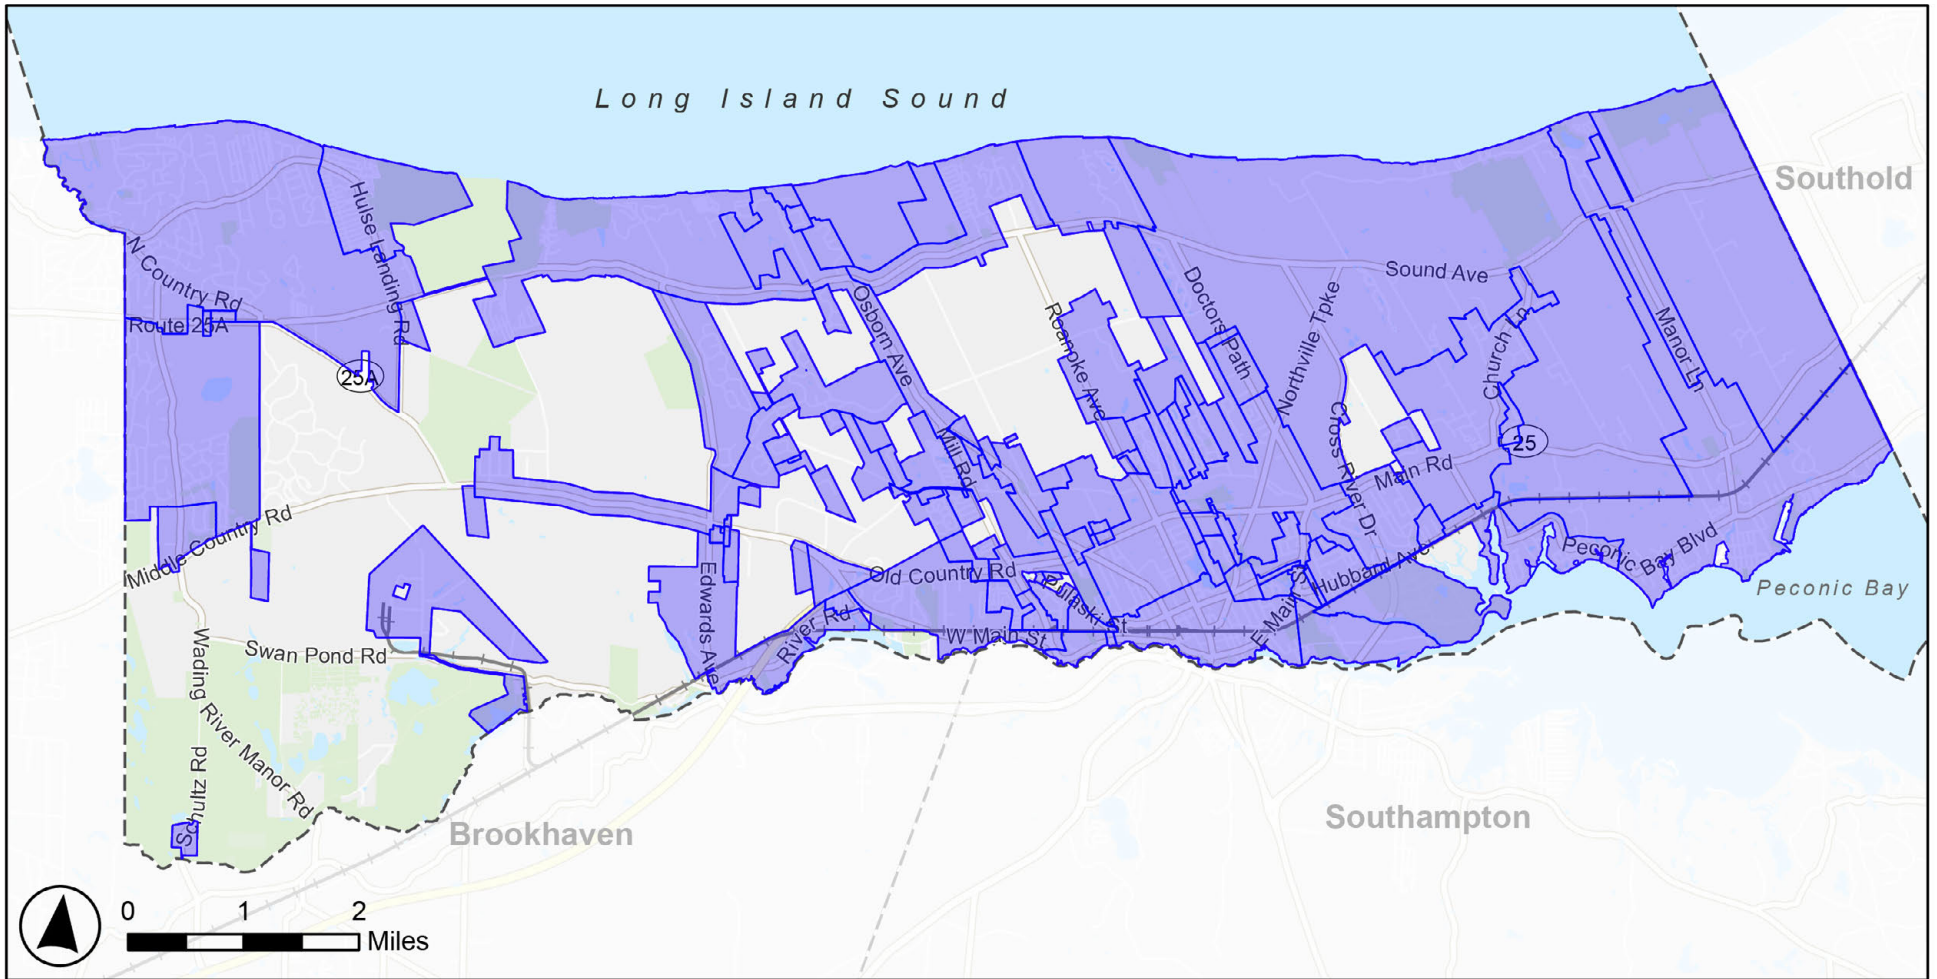 Long Island Sound
Southold
Hulse Landing Rd
N Country Rd
Route 25A
25A
Sound Ave
Osborn Ave
Roanoke Ave
Doctors Path
Northville Tpke
Church Ln
Manor Ln
Cross River Dr
25
Mill Rd
Main Rd
Middle Country Rd
Edwards Ave
Old Country Rd
Pulaski St
Hubbard Ave
Peconic Bay Blvd
Peconic Bay
River Rd
W Main St
E Main St
Swan Pond Rd
Wading River Manor Rd
Schultz Rd
Brookhaven
Southampton
0 1 2
Miles